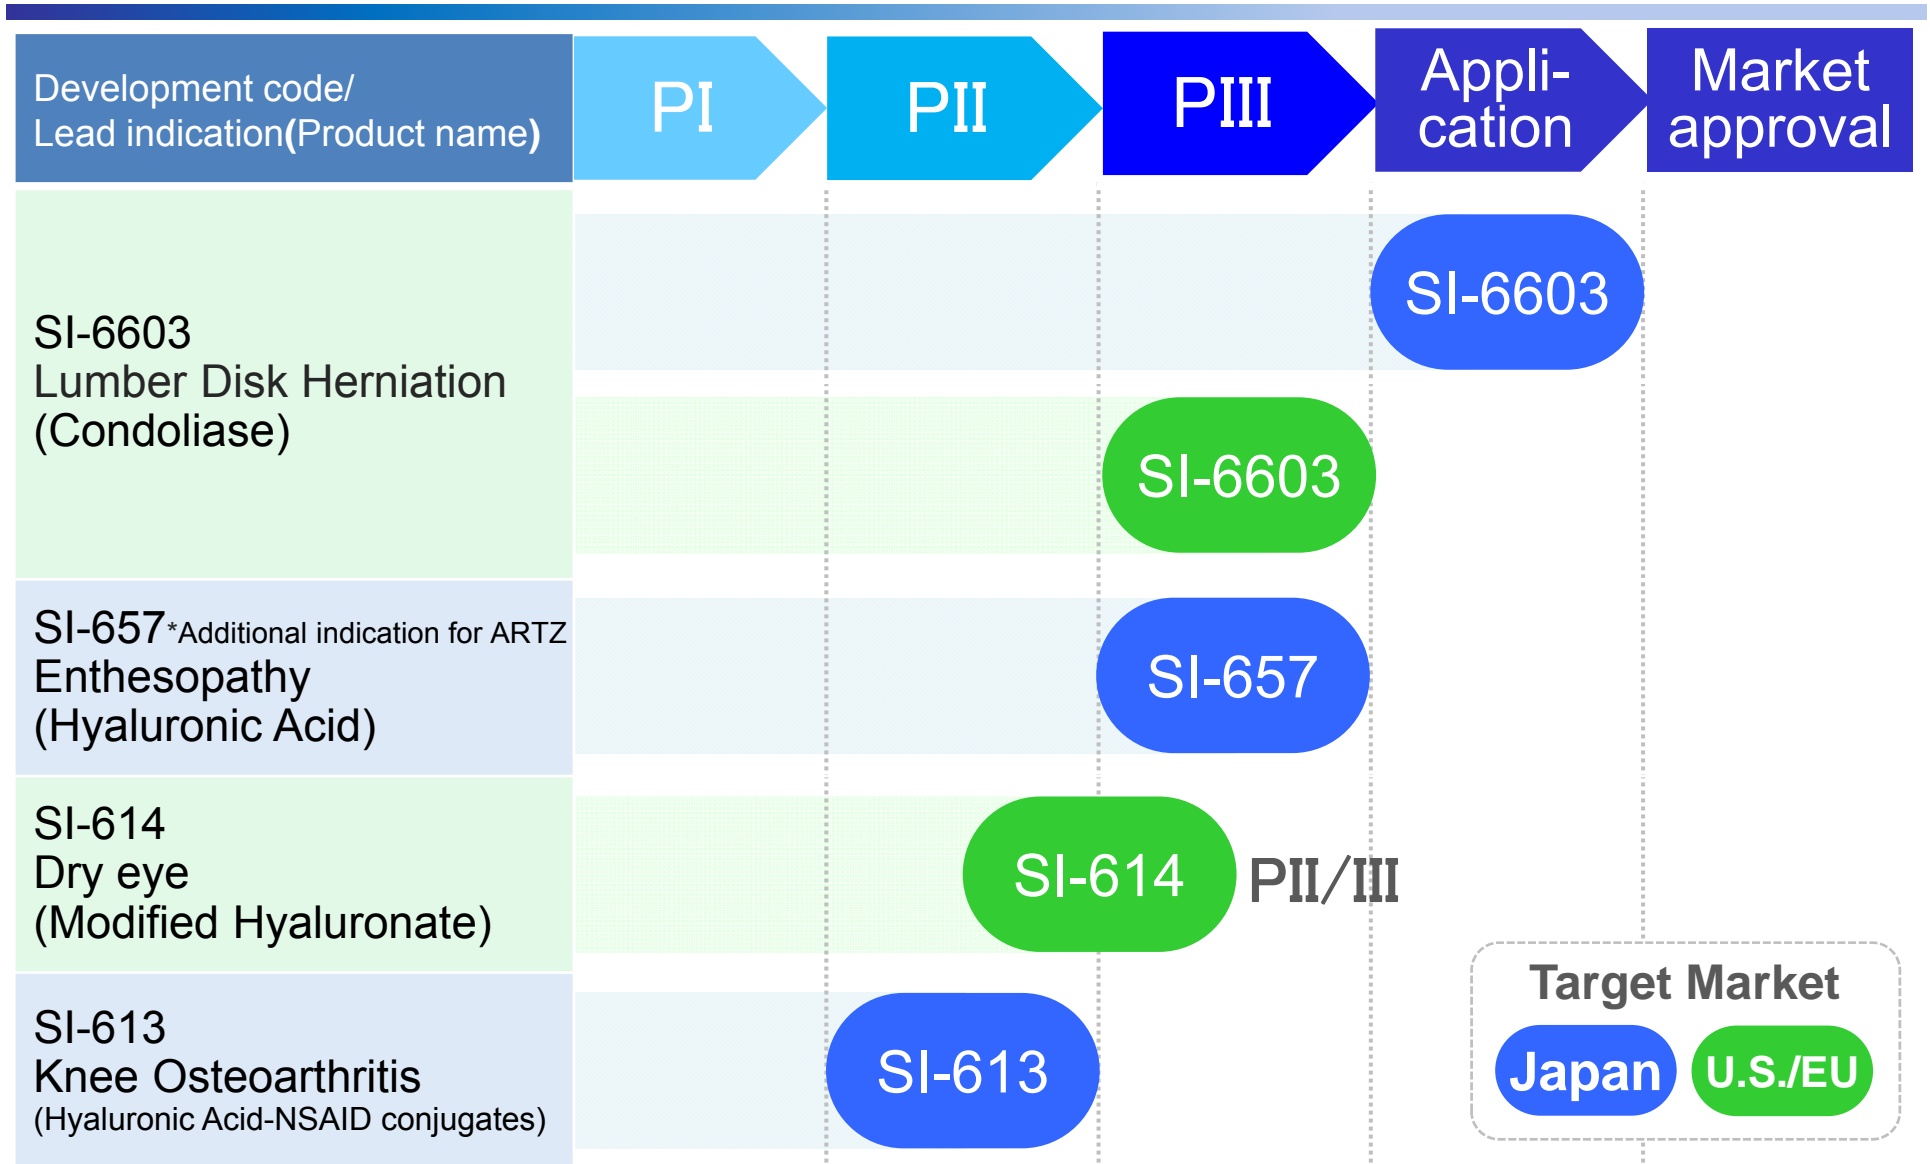 Development code/
Lead indication(Product name)
PI
PII
PIII
Appli-
cation
Market
approval
SI-6603
Lumber Disk Herniation
(Condoliase)
SI-6603
SI-6603
SI-657*Additional indication for ARTZ
Enthesopathy
(Hyaluronic Acid)
SI-657
SI-614
Dry eye
(Modified Hyaluronate)
SI-614
PII/III
SI-613
Knee Osteoarthritis
(Hyaluronic Acid-NSAID conjugates)
SI-613
Target Market
Japan
U.S./EU